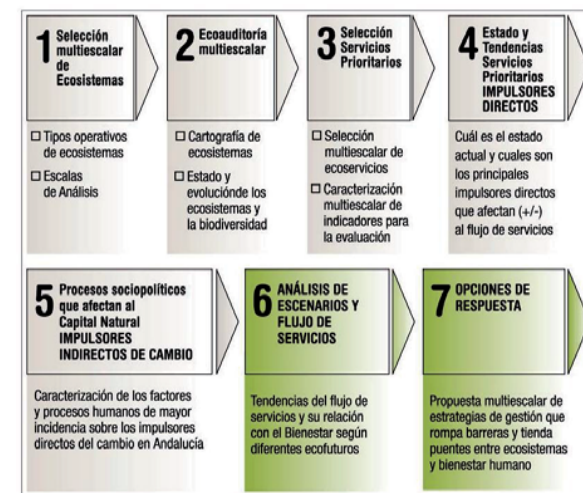 1 Selección
multiescalar
de
Ecosistemas
□ Tipos operativos
de ecosistemas
□ Escalas
de Análisis
2 Ecoauditoría
multiescalar
□ Cartografía de
ecosistemas
□ Estado y
evoluciónde los
ecosistemas y
la biodiversidad
3 Selección
Servicios
Prioritarios
□ Selección
multiescalar de
ecoservicios
□ Caracterización
multiescalar de
indicadores para
la evaluación
4 Estado y
Tendencias
Servicios
Prioritarios
IMPULSORES
DIRECTOS
Cuál es el estado
actual y cuales son
los principales
impulsores directos
que afectan (+/-)
al flujo de servicios
5 Procesos sociopolíticos
que afectan al
Capital Natural
IMPULSORES
INDIRECTOS DE CAMBIO
Caracterización de los factores
y procesos humanos de mayor
incidencia sobre los impulsores
directos del cambio en Andalucía
6 ANÁLISIS DE
ESCENARIOS Y
FLUJO DE
SERVICIOS
Tendencias del flujo de
servicios y su relación
con el Bienestar según
diferentes ecofuturos
7 OPCIONES DE
RESPUESTA
Propuesta multiescalar de
estrategias de gestión que
rompa barreras y tienda
puentes entre ecosistemas
y bienestar humano